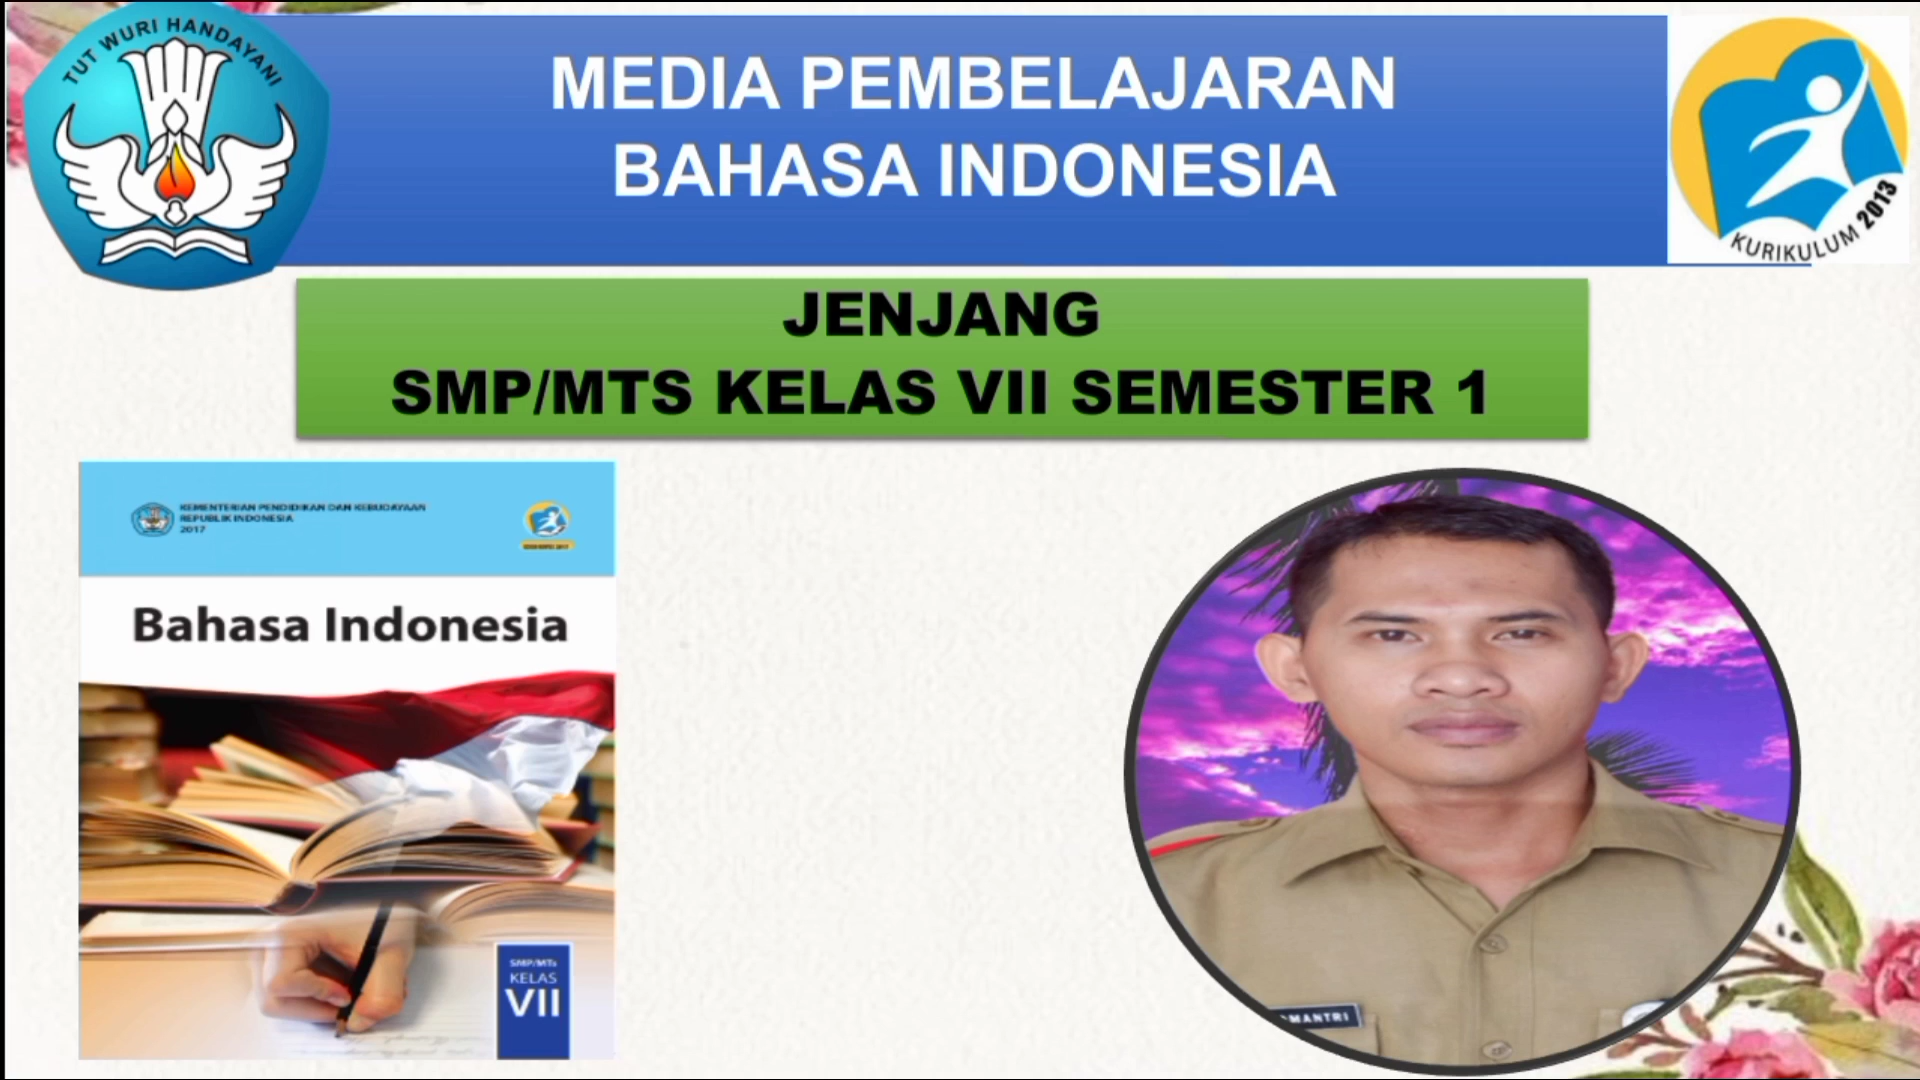 TUT WURI HANDAYANI
MEDIA PEMBELAJARAN
BAHASA INDONESIA
KURIKULUM 2013
JENJANG
SMP/MTS KELAS VII SEMESTER 1
KEMENTERIAN PENDIDIKAN DAN KEBUDAYAAN
REPUBLIK INDONESIA
2017
Bahasa Indonesia
SMP/MTs
KELAS
VII
MANTRI